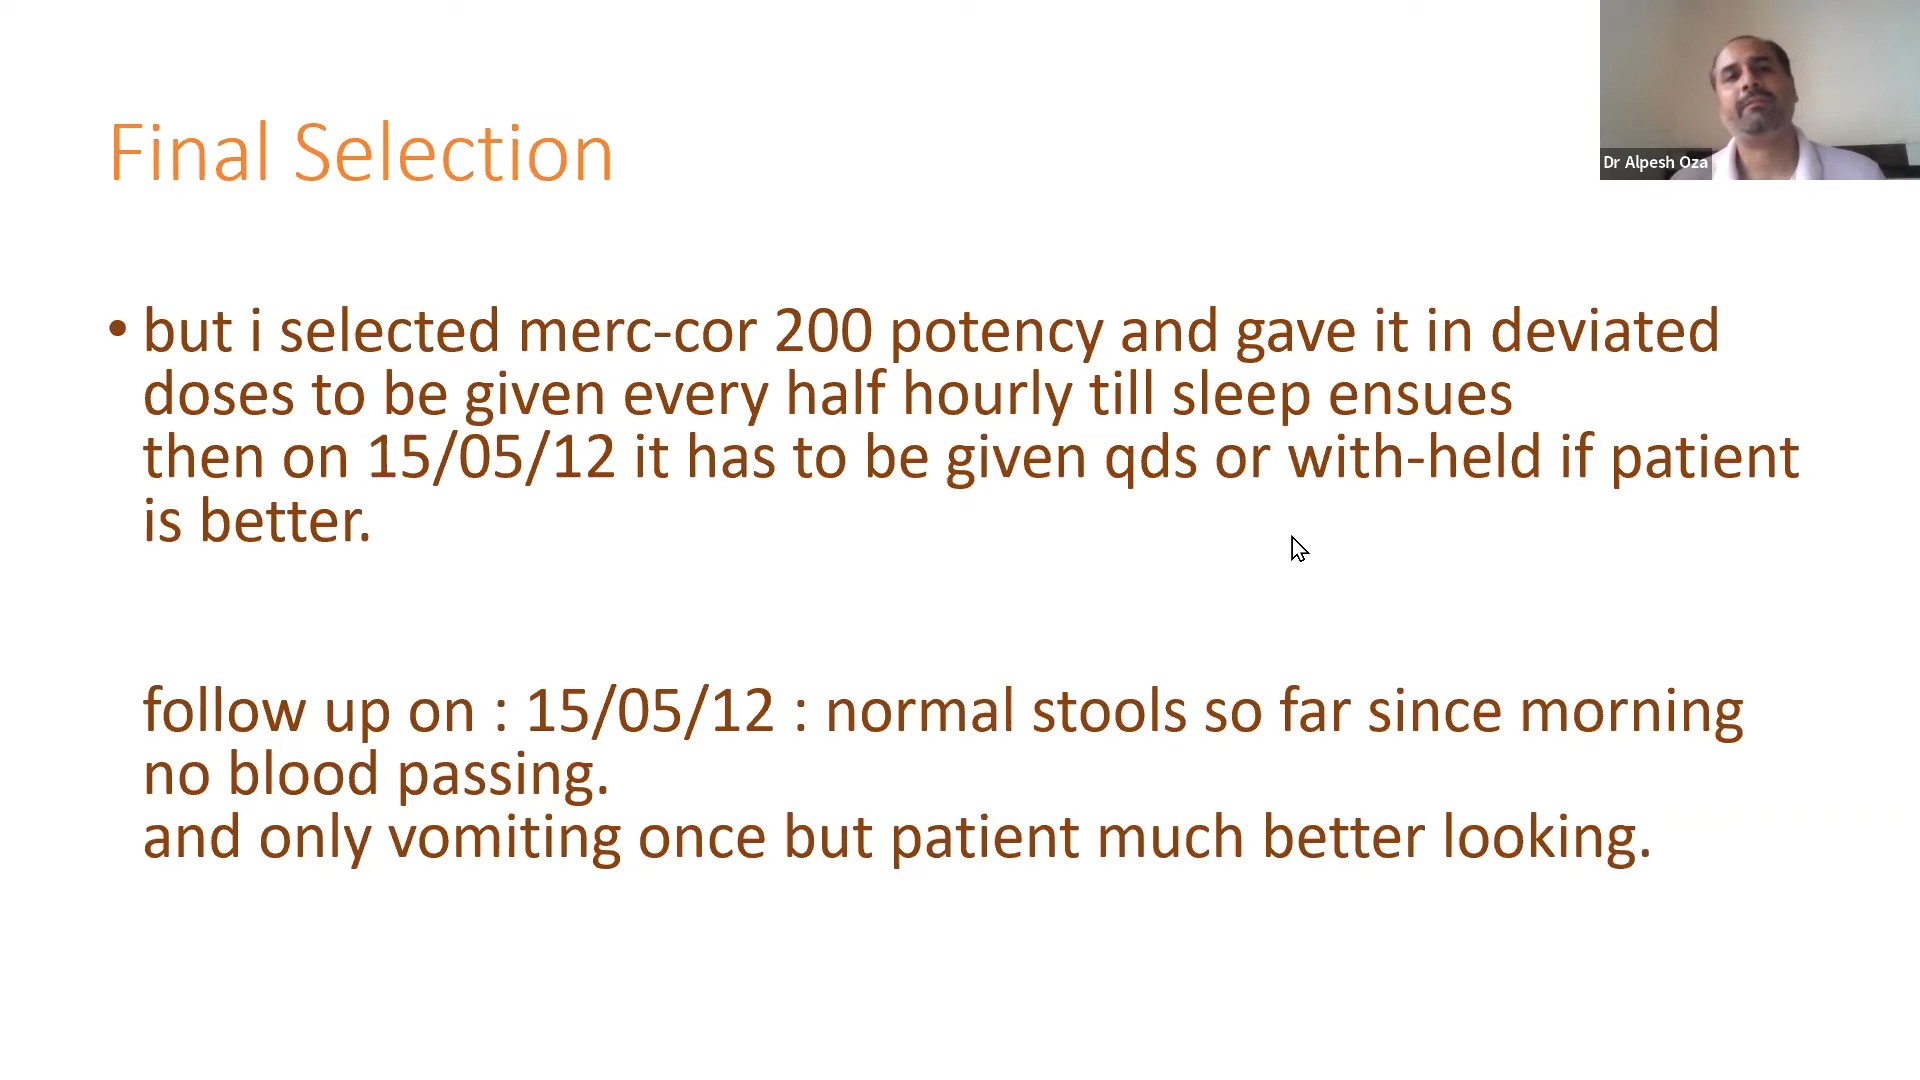 Dr Alpesh Oza
Final Selection
• but i selected merc-cor 200 potency and gave it in deviated
doses to be given every half hourly till sleep ensues
then on 15/05/12 it has to be given qds or with-held if patient
is better.
follow up on : 15/05/12 : normal stools so far since morning
no blood passing.
and only vomiting once but patient much better looking.